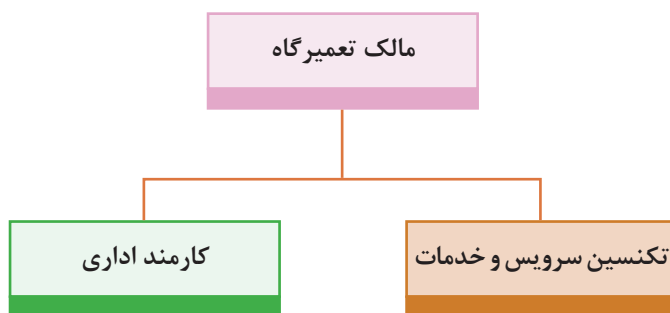 مالک تعمیرگاه
تکنسین سرویس و خدمات
کارمند اداری